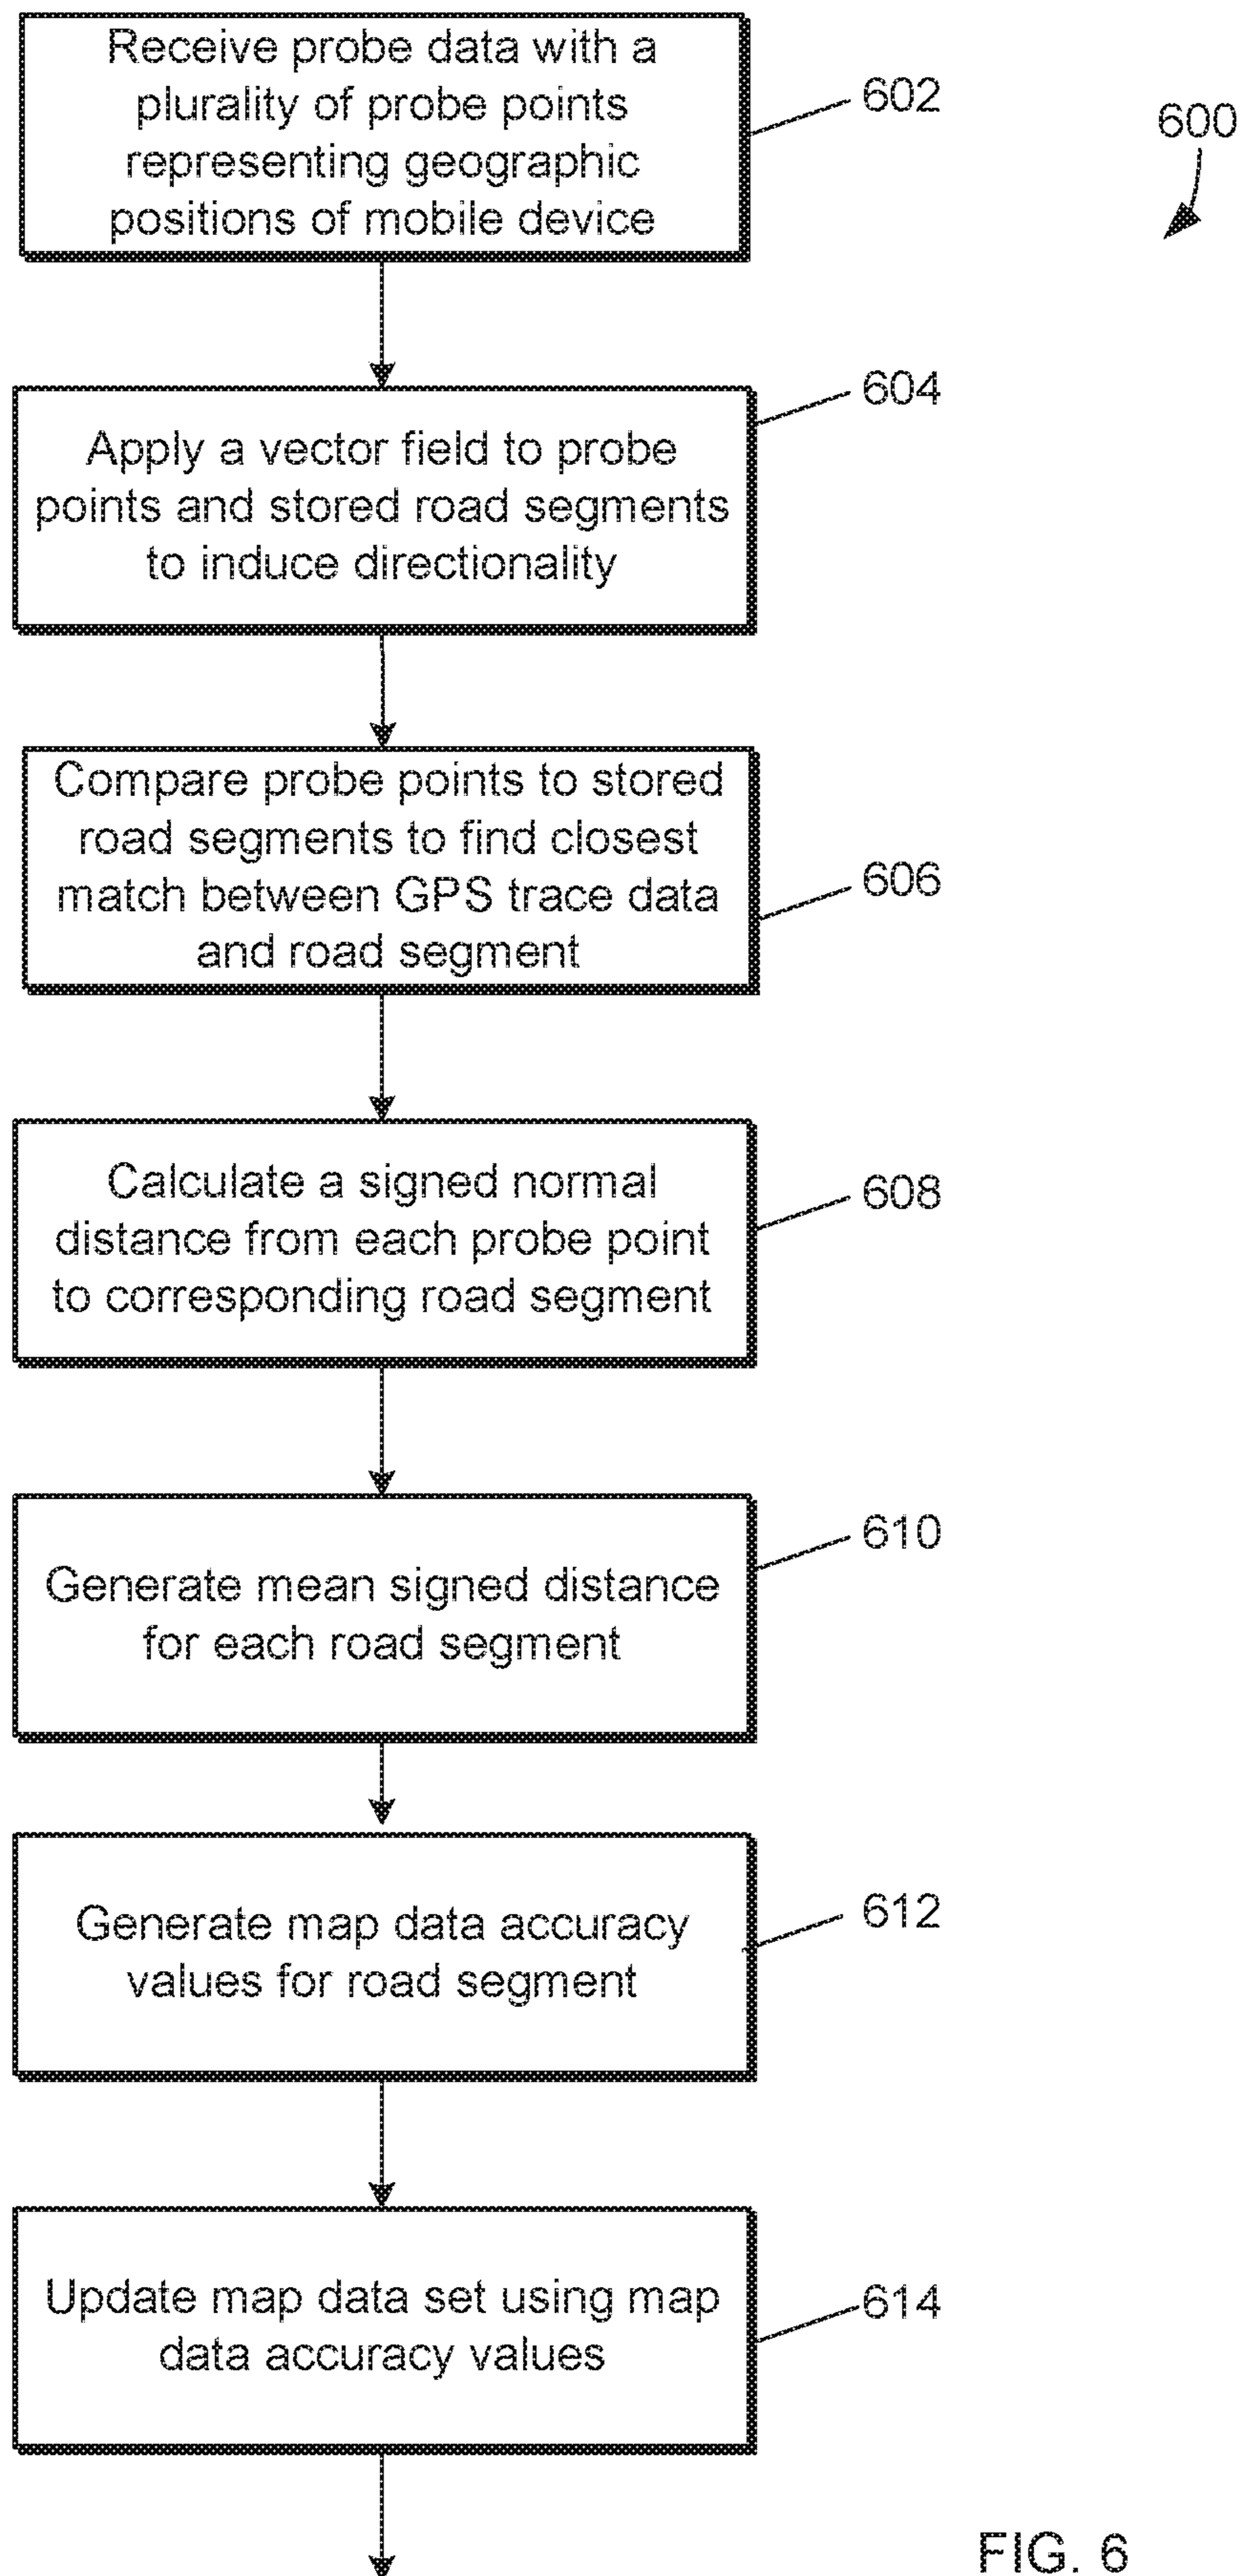 Receive probe data with a
plurality of probe points
representing geographic
positions of mobile device
602
600
Apply a vector field to probe
points and stored road segments
to induce directionality
604
Compare probe points to stored
road segments to find closest
match between GPS trace data
and road segment
606
Calculate a signed normal
distance from each probe point
to corresponding road segment
608
Generate mean signed distance
for each road segment
610
Generate map data accuracy
values for road segment
612
Update map data set using map
data accuracy values
614
FIG. 6